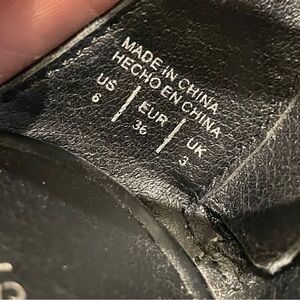 MADE IN CHINA
HECHO EN CHINA
US | EUR | UK
6 | 36 | 3